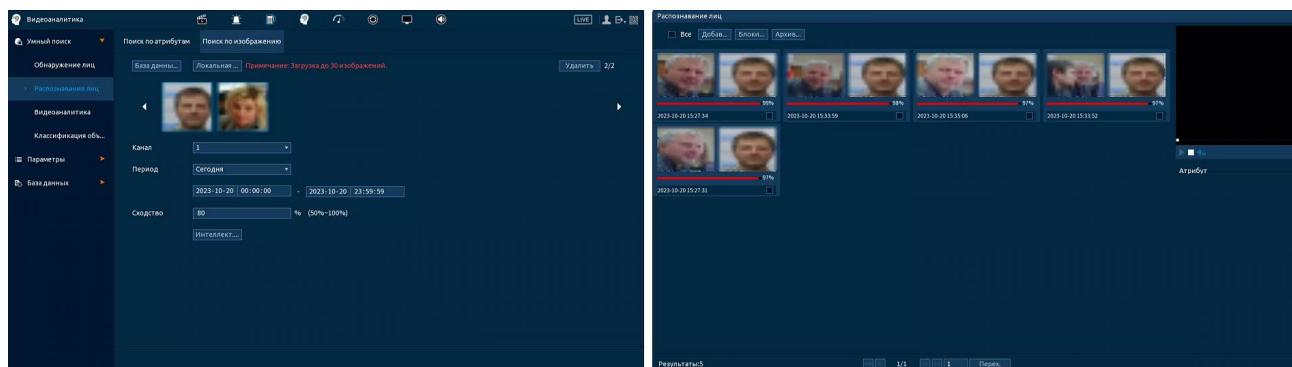 Видеоаналитика
LIVE
Умный поиск
Поиск по атрибутам
Поиск по изображению
Обнаружение лиц
База данны...
Локальная ...
Примечание: Загрузка до 30 изображений.
Удалить
2/2
Распознавания лиц
Видеоаналитика
Классификация объ...
Параметры
База данных
Канал
1
Период
Сегодня
2023-10-20 00:00:00 - 2023-10-20 23:59:59
Сходство
80 % (50%~100%)
Интеллект....
Распознавание лиц
Все
Добав...
Блоки...
Архив...
99%
98%
97%
97%
2023-10-20 15:27:34
2023-10-20 15:33:59
2023-10-20 15:35:06
2023-10-20 15:33:52
97%
2023-10-20 15:27:31
Атрибут
Результаты:5
1/1
1
Перех.